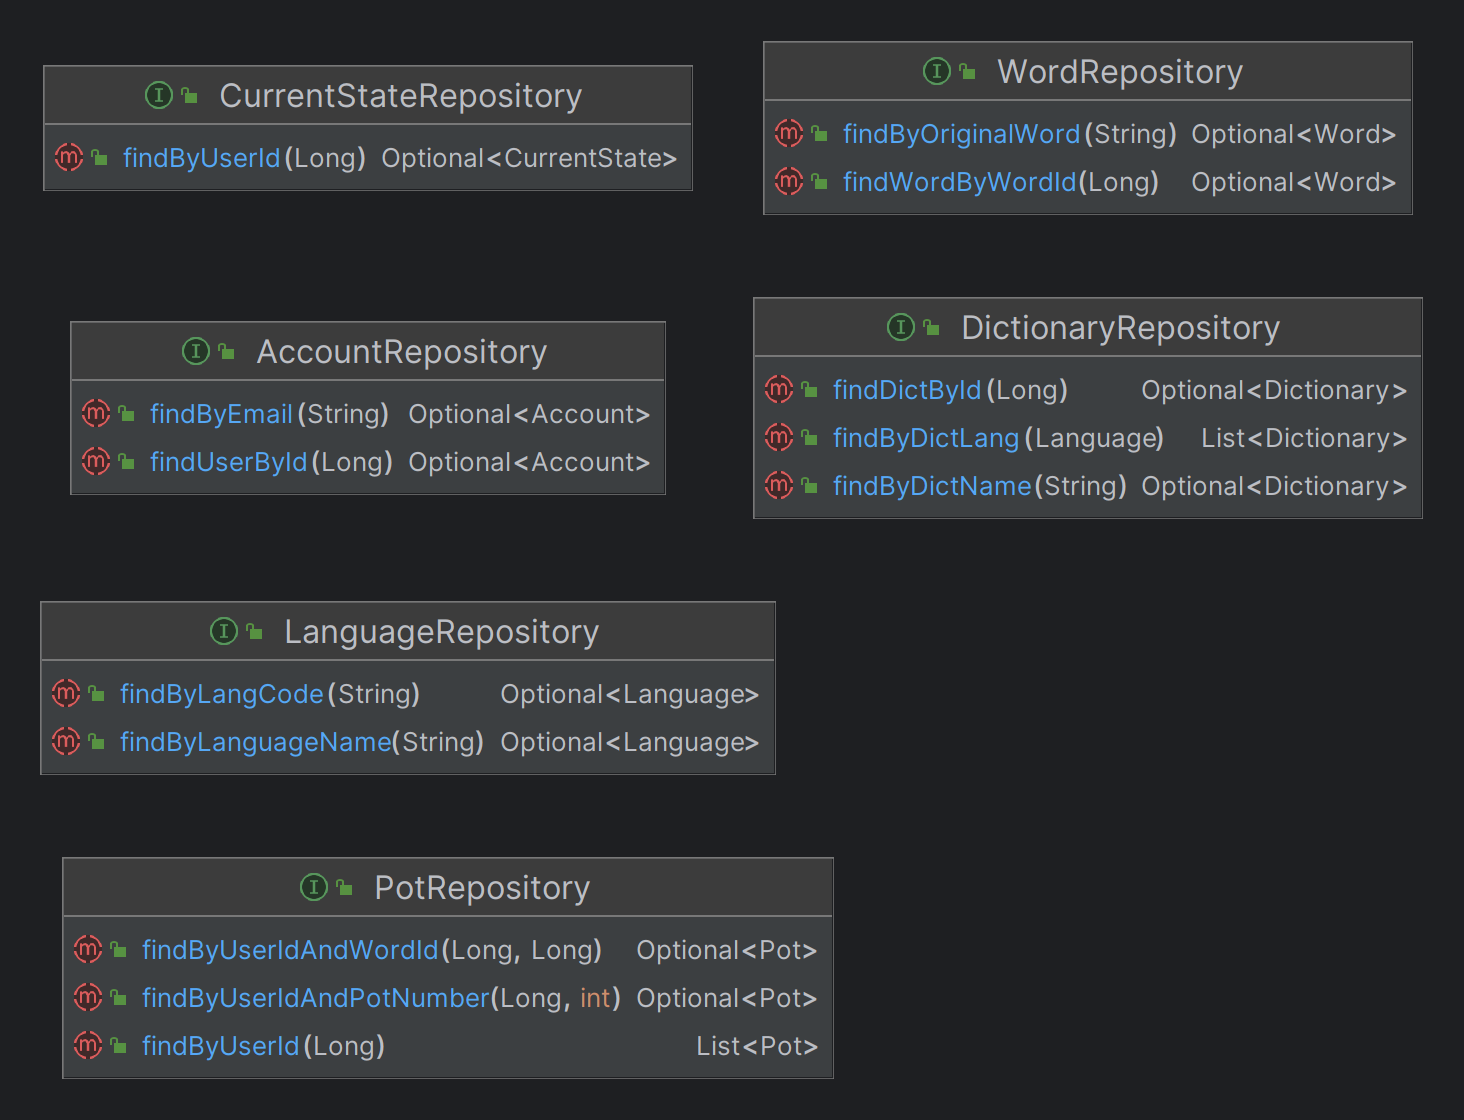 CurrentStateRepository
findByUserId(Long) Optional<CurrentState>
WordRepository
findByOriginalWord(String) Optional<Word>
findWordByWordId(Long) Optional<Word>
AccountRepository
findByEmail(String) Optional<Account>
findUserById(Long) Optional<Account>
DictionaryRepository
findDictById(Long) Optional<Dictionary>
findByDictLang(Language) List<Dictionary>
findByDictName(String) Optional<Dictionary>
LanguageRepository
findByLangCode(String) Optional<Language>
findByLanguageName(String) Optional<Language>
PotRepository
findByUserIdAndWordId(Long, Long) Optional<Pot>
findByUserIdAndPotNumber(Long, int) Optional<Pot>
findByUserId(Long) List<Pot>